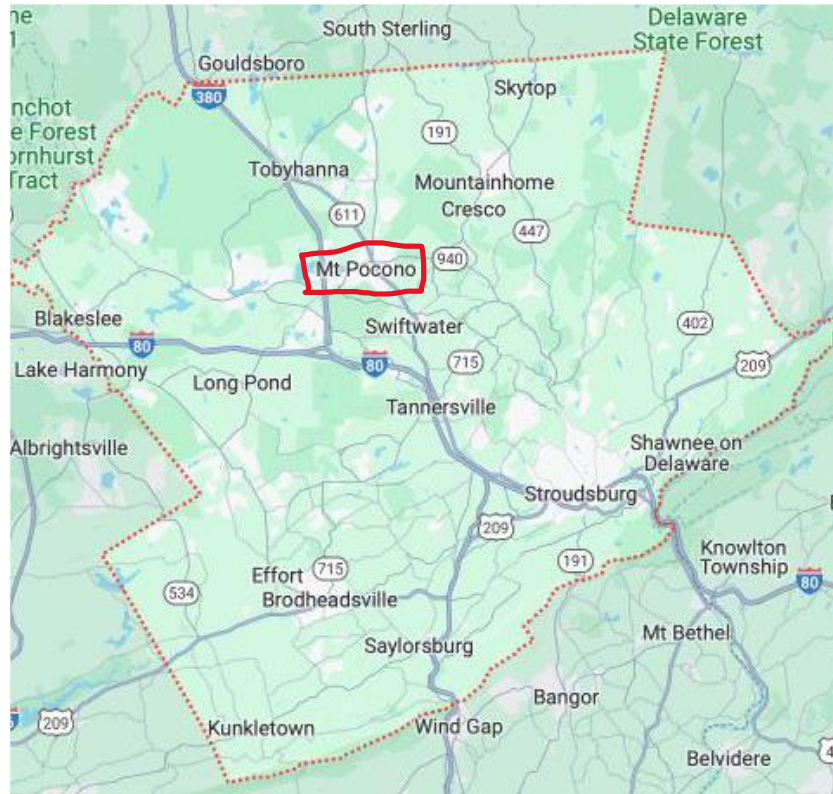 South Sterling
Delaware
State Forest
Gouldsboro
380
Skytop
e Forest
Tract
191
Tobyhanna
Mountainhome
Cresco
611
447
940
Mt Pocono
Blakeslee
Swiftwater
402
80
Lake Harmony
80
715
209
Long Pond
Tannersville
Albrightsville
Shawnee on
Delaware
Stroudsburg
209
191
Knowlton
Township
Effort
715
534
80
Brodheadsville
Mt Bethel
Saylorsburg
Bangor
209
Kunkletown
Wind Gap
Belvidere